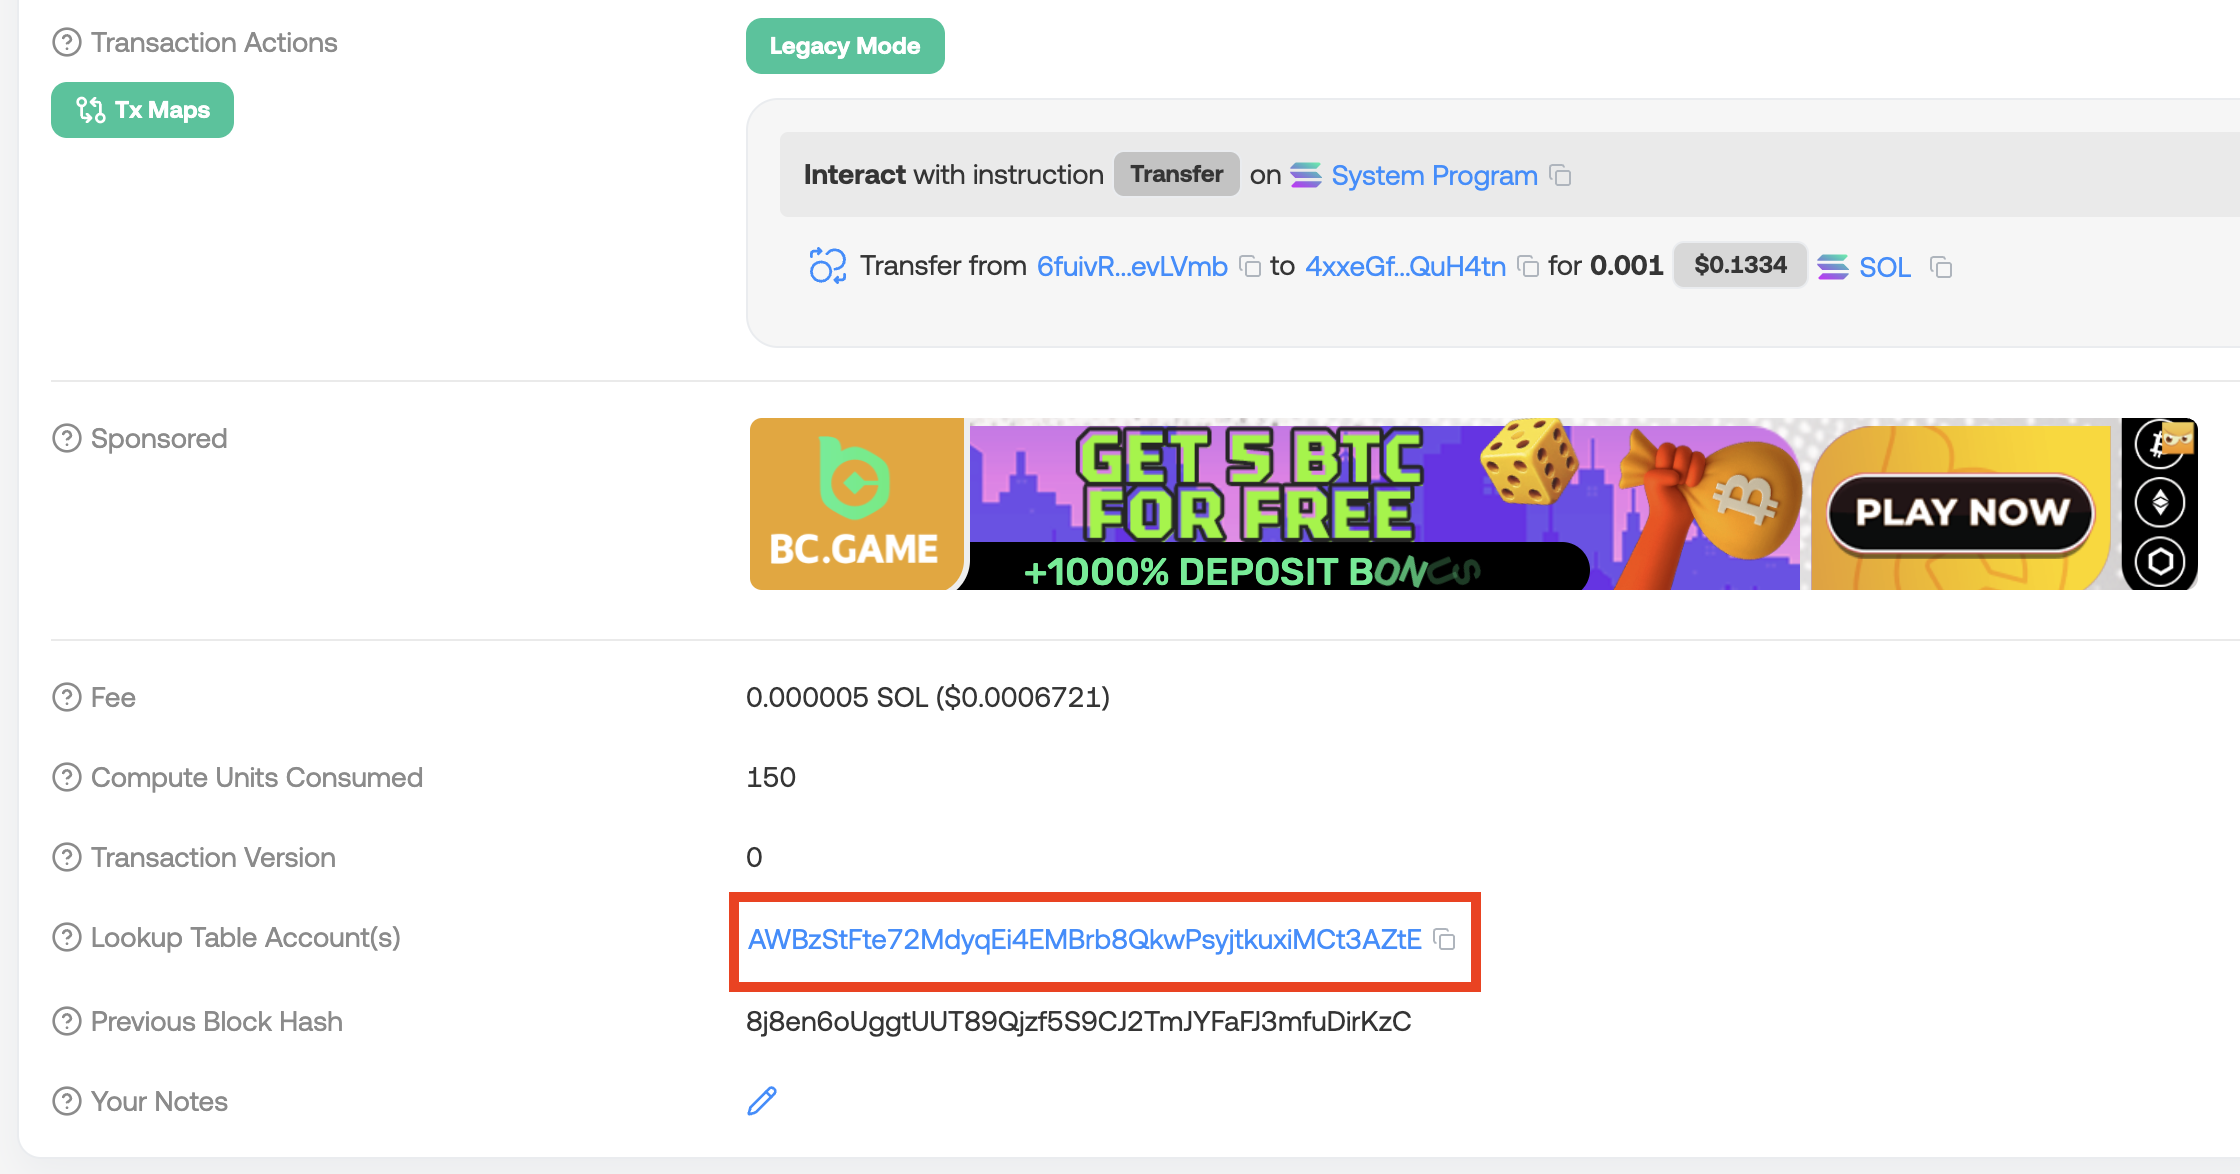 Transaction Actions
Legacy Mode
Tx Maps
Interact with instruction Transfer on System Program
Transfer from 6fuivR...evLVmb to 4xxeGf...QuH4tn for 0.001 $0.1334 SOL
Sponsored
BC.GAME
GET 5 BTC
FOR FREE
+1000% DEPOSIT BONUS
PLAY NOW
Fee
0.000005 SOL ($0.0006721)
Compute Units Consumed
150
Transaction Version
0
Lookup Table Account(s)
AWBzStFte72MdyqEi4EMBrb8QkwPsyjtkuxiMCt3AZtE
Previous Block Hash
8j8en6oUggtUUT89Qjzf5S9CJ2TmJYFaFJ3mfuDirKzC
Your Notes